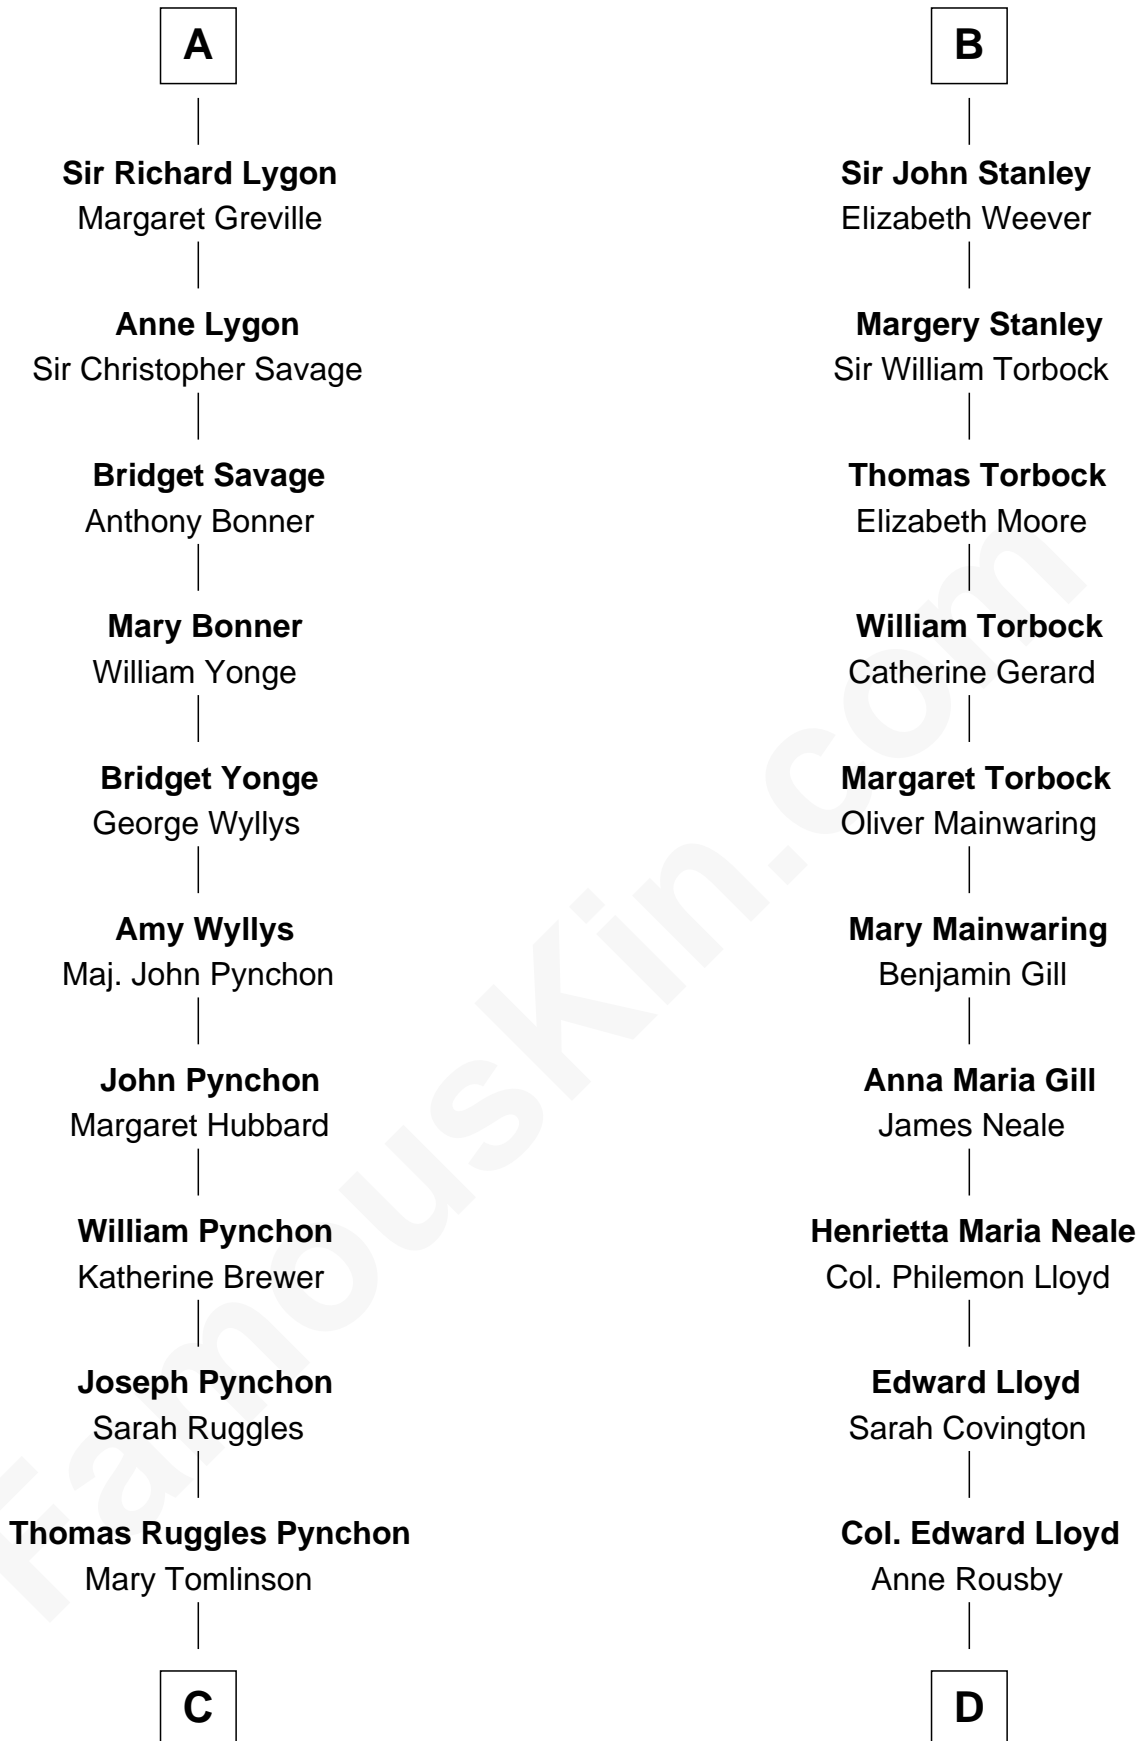 A
Sir Richard Lygon
Margaret Greville
Anne Lygon
Sir Christopher Savage
Bridget Savage
Anthony Bonner
Mary Bonner
William Yonge
Bridget Yonge
George Wyllys
Amy Wyllys
Maj. John Pynchon
John Pynchon
Margaret Hubbard
William Pynchon
Katherine Brewer
Joseph Pynchon
Sarah Ruggles
Thomas Ruggles Pynchon
Mary Tomlinson
C
B
Sir John Stanley
Elizabeth Weever
Margery Stanley
Sir William Torbock
Thomas Torbock
Elizabeth Moore
William Torbock
Catherine Gerard
Margaret Torbock
Oliver Mainwaring
Mary Mainwaring
Benjamin Gill
Anna Maria Gill
James Neale
Henrietta Maria Neale
Col. Philemon Lloyd
Edward Lloyd
Sarah Covington
Col. Edward Lloyd
Anne Rousby
D
FamousKin.com